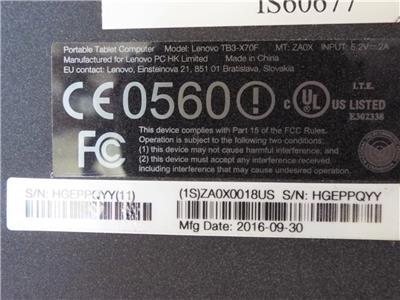 IS60677
Portable Tablet Computer Model: Lenovo TB3-X70F MT: ZA0X INPUT: 5.2V⎓2A
Lenovo PC HK Limited Made in China
EU contact: Lenovo, Einsteinova 21, 851 01 Bratislava, Slovakia
CE0560 c UL US LISTED I.T.E. E302338
FC
This device complies with Part 15 of the FCC Rules.
Operation is subject to the following two conditions:
(1) this device may not cause harmful interference, and
(2) this device must accept any interference received,
including interference that may cause undesired operation.
S/N: HGEPPQYY(11) (1S)ZA0X0018US S/N: HGEPPQYY
Mfg Date: 2016-09-30